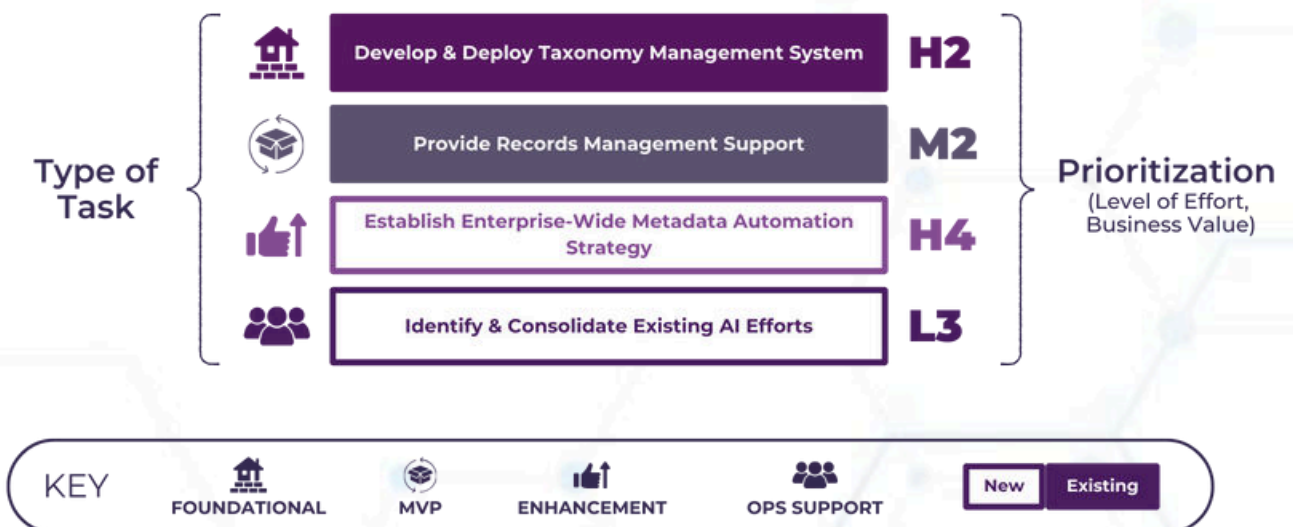 Develop & Deploy Taxonomy Management System
H2
Provide Records Management Support
M2
Type of
Task
Prioritization
(Level of Effort,
Business Value)
Establish Enterprise-Wide Metadata Automation
Strategy
H4
Identify & Consolidate Existing AI Efforts
L3
KEY
FOUNDATIONAL
MVP
ENHANCEMENT
OPS SUPPORT
New
Existing